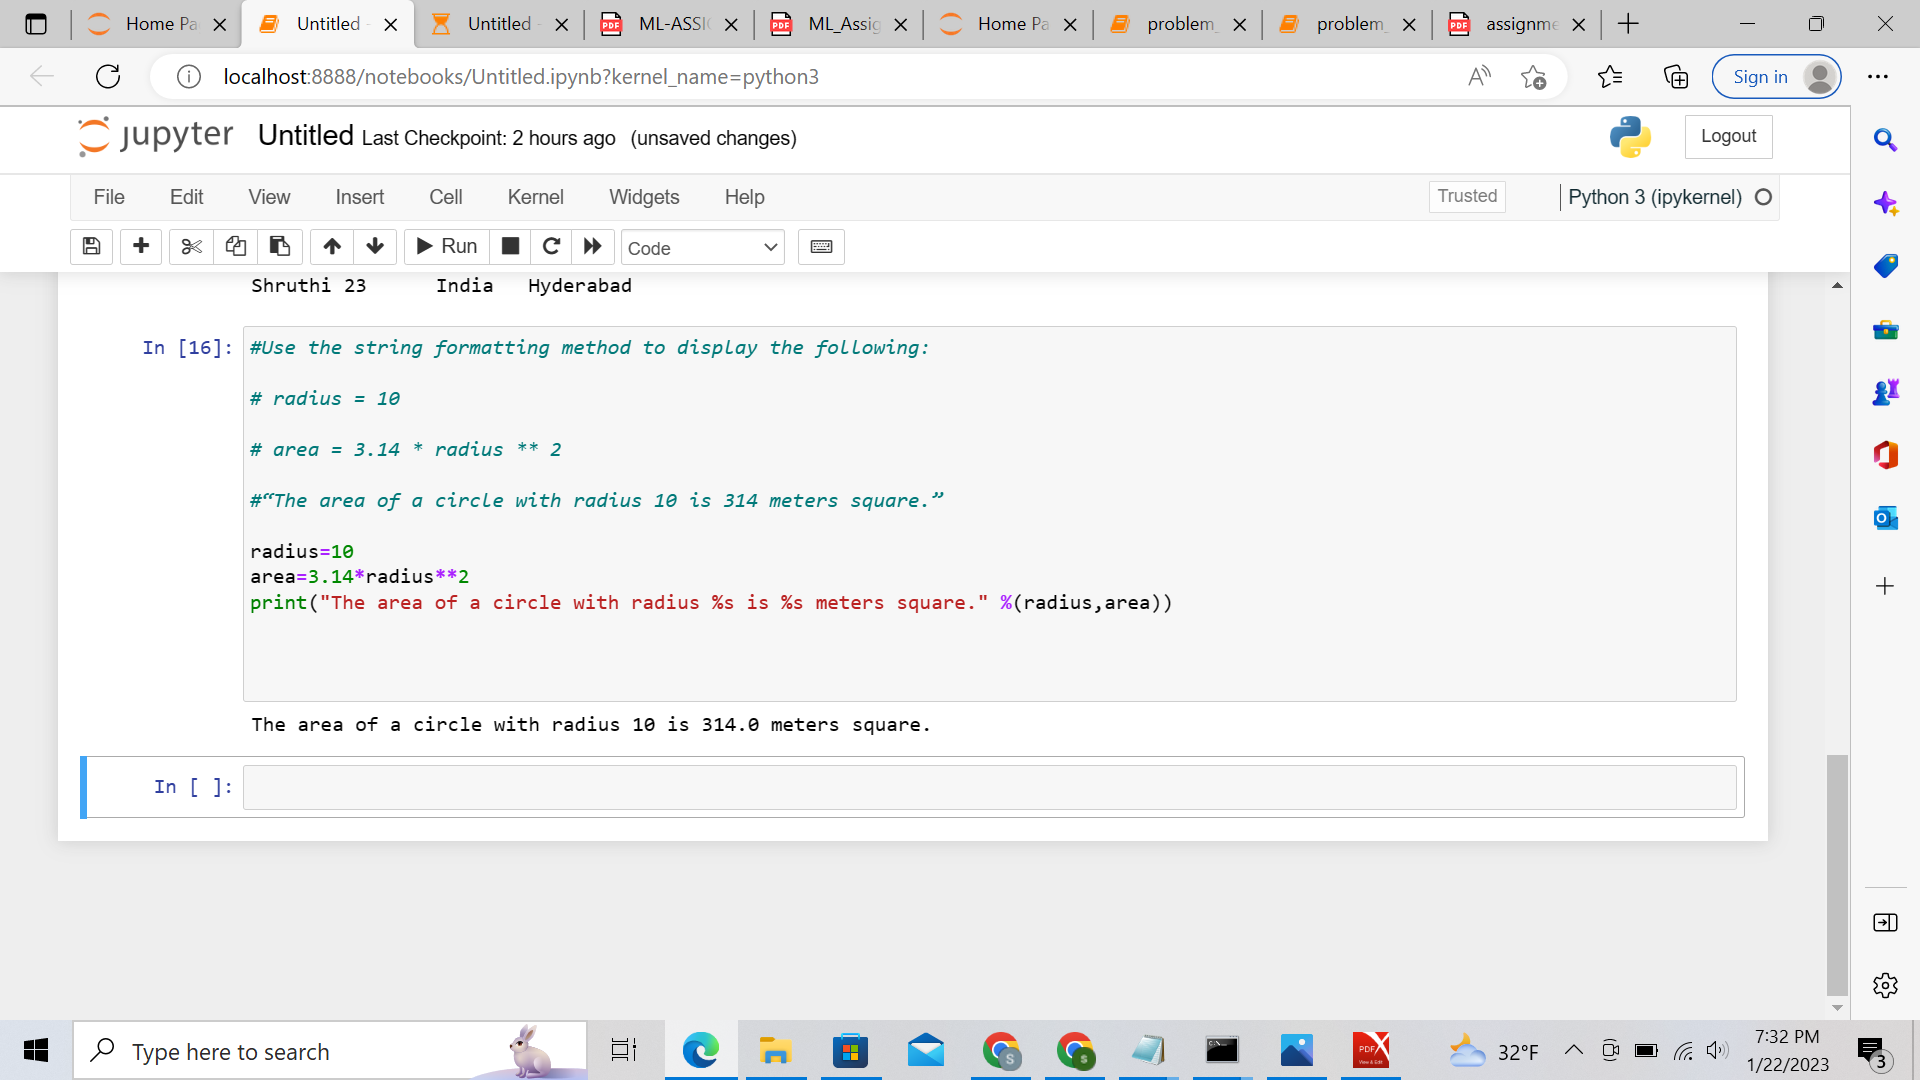 Home Pa
Untitled -
Untitled -
ML-ASSI
ML_Assig
Home Pa
problem_
problem_
assignme
localhost:8888/notebooks/Untitled.ipynb?kernel_name=python3
Sign in
jupyter Untitled Last Checkpoint: 2 hours ago (unsaved changes)
Logout
File Edit View Insert Cell Kernel Widgets Help
Trusted
Python 3 (ipykernel)
Run
Code
Shruthi 23 India Hyderabad
In [16]:
#Use the string formatting method to display the following:
# radius = 10
# area = 3.14 * radius ** 2
#“The area of a circle with radius 10 is 314 meters square.”
radius=10
area=3.14*radius**2
print("The area of a circle with radius %s is %s meters square." %(radius,area))
The area of a circle with radius 10 is 314.0 meters square.
In [ ]:
Type here to search
32°F
7:32 PM
1/22/2023
3